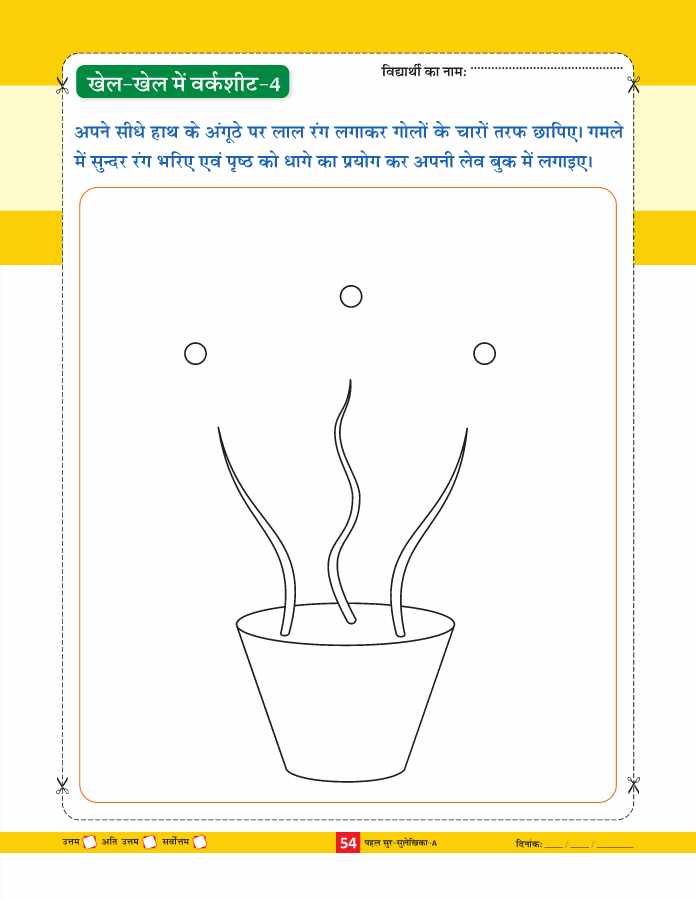 विद्यार्थी का नाम: ............................................
खेल-खेल में वर्कशीट-4
अपने सीधे हाथ के अंगूठे पर लाल रंग लगाकर गोलों के चारों तरफ छापिए। गमले
में सुन्दर रंग भरिए एवं पृष्ठ को धागे का प्रयोग कर अपनी लेव बुक में लगाइए।
उत्तम अति उत्तम सर्वोत्तम 54 पहल सुर-सुलेखिका-A दिनांक: ____ / ____ / ________